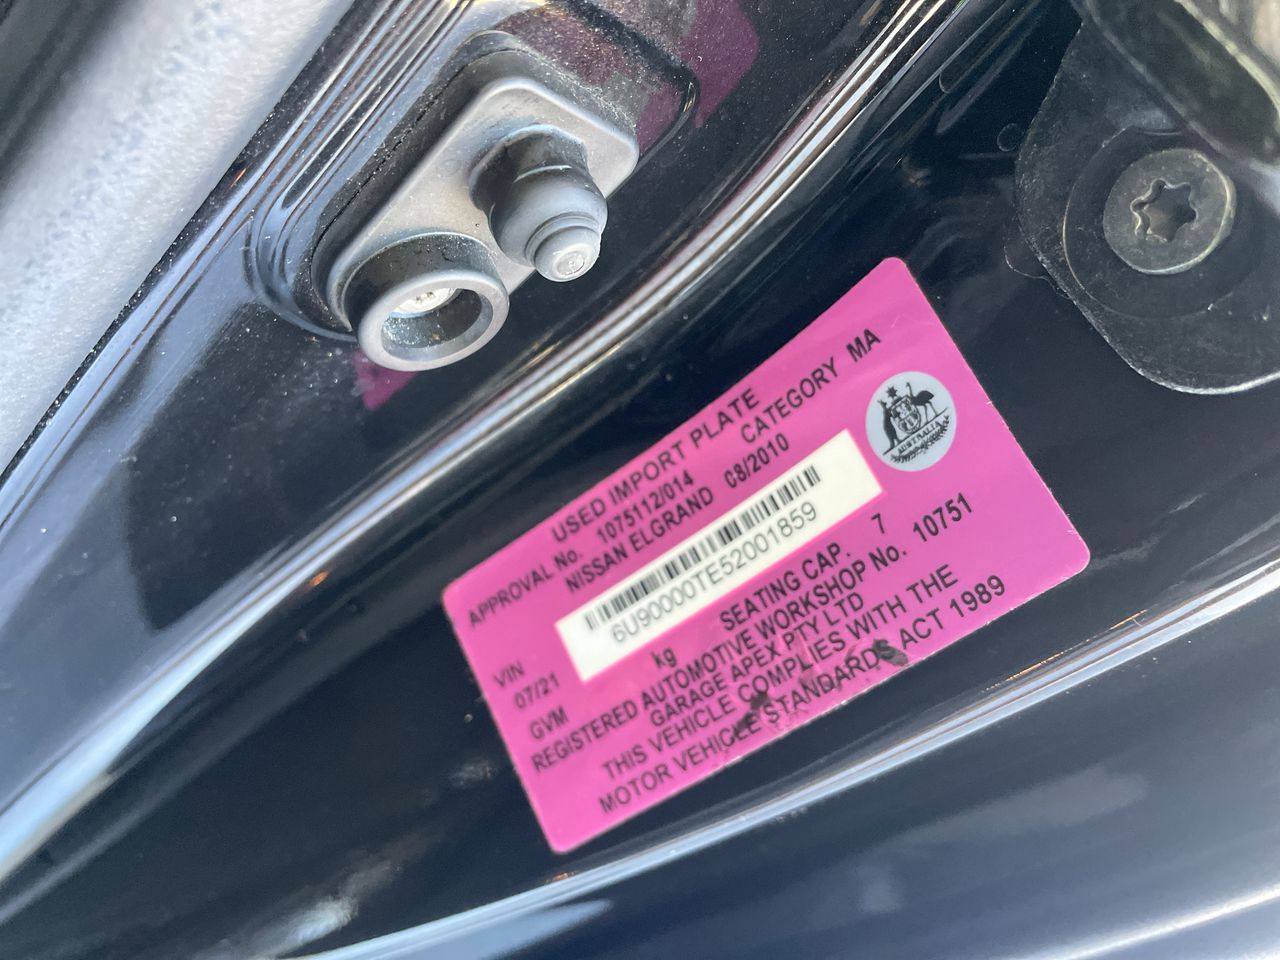 USED IMPORT PLATE
APPROVAL No. 1075112/014 CATEGORY MA
NISSAN ELGRAND 08/2010
AUSTRALIA
VIN 6U90000TE52001859
07/21
GVM kg SEATING CAP. 7
REGISTERED AUTOMOTIVE WORKSHOP No. 10751
GARAGE APEX PTY LTD
THIS VEHICLE COMPLIES WITH THE
MOTOR VEHICLE STANDARDS ACT 1989